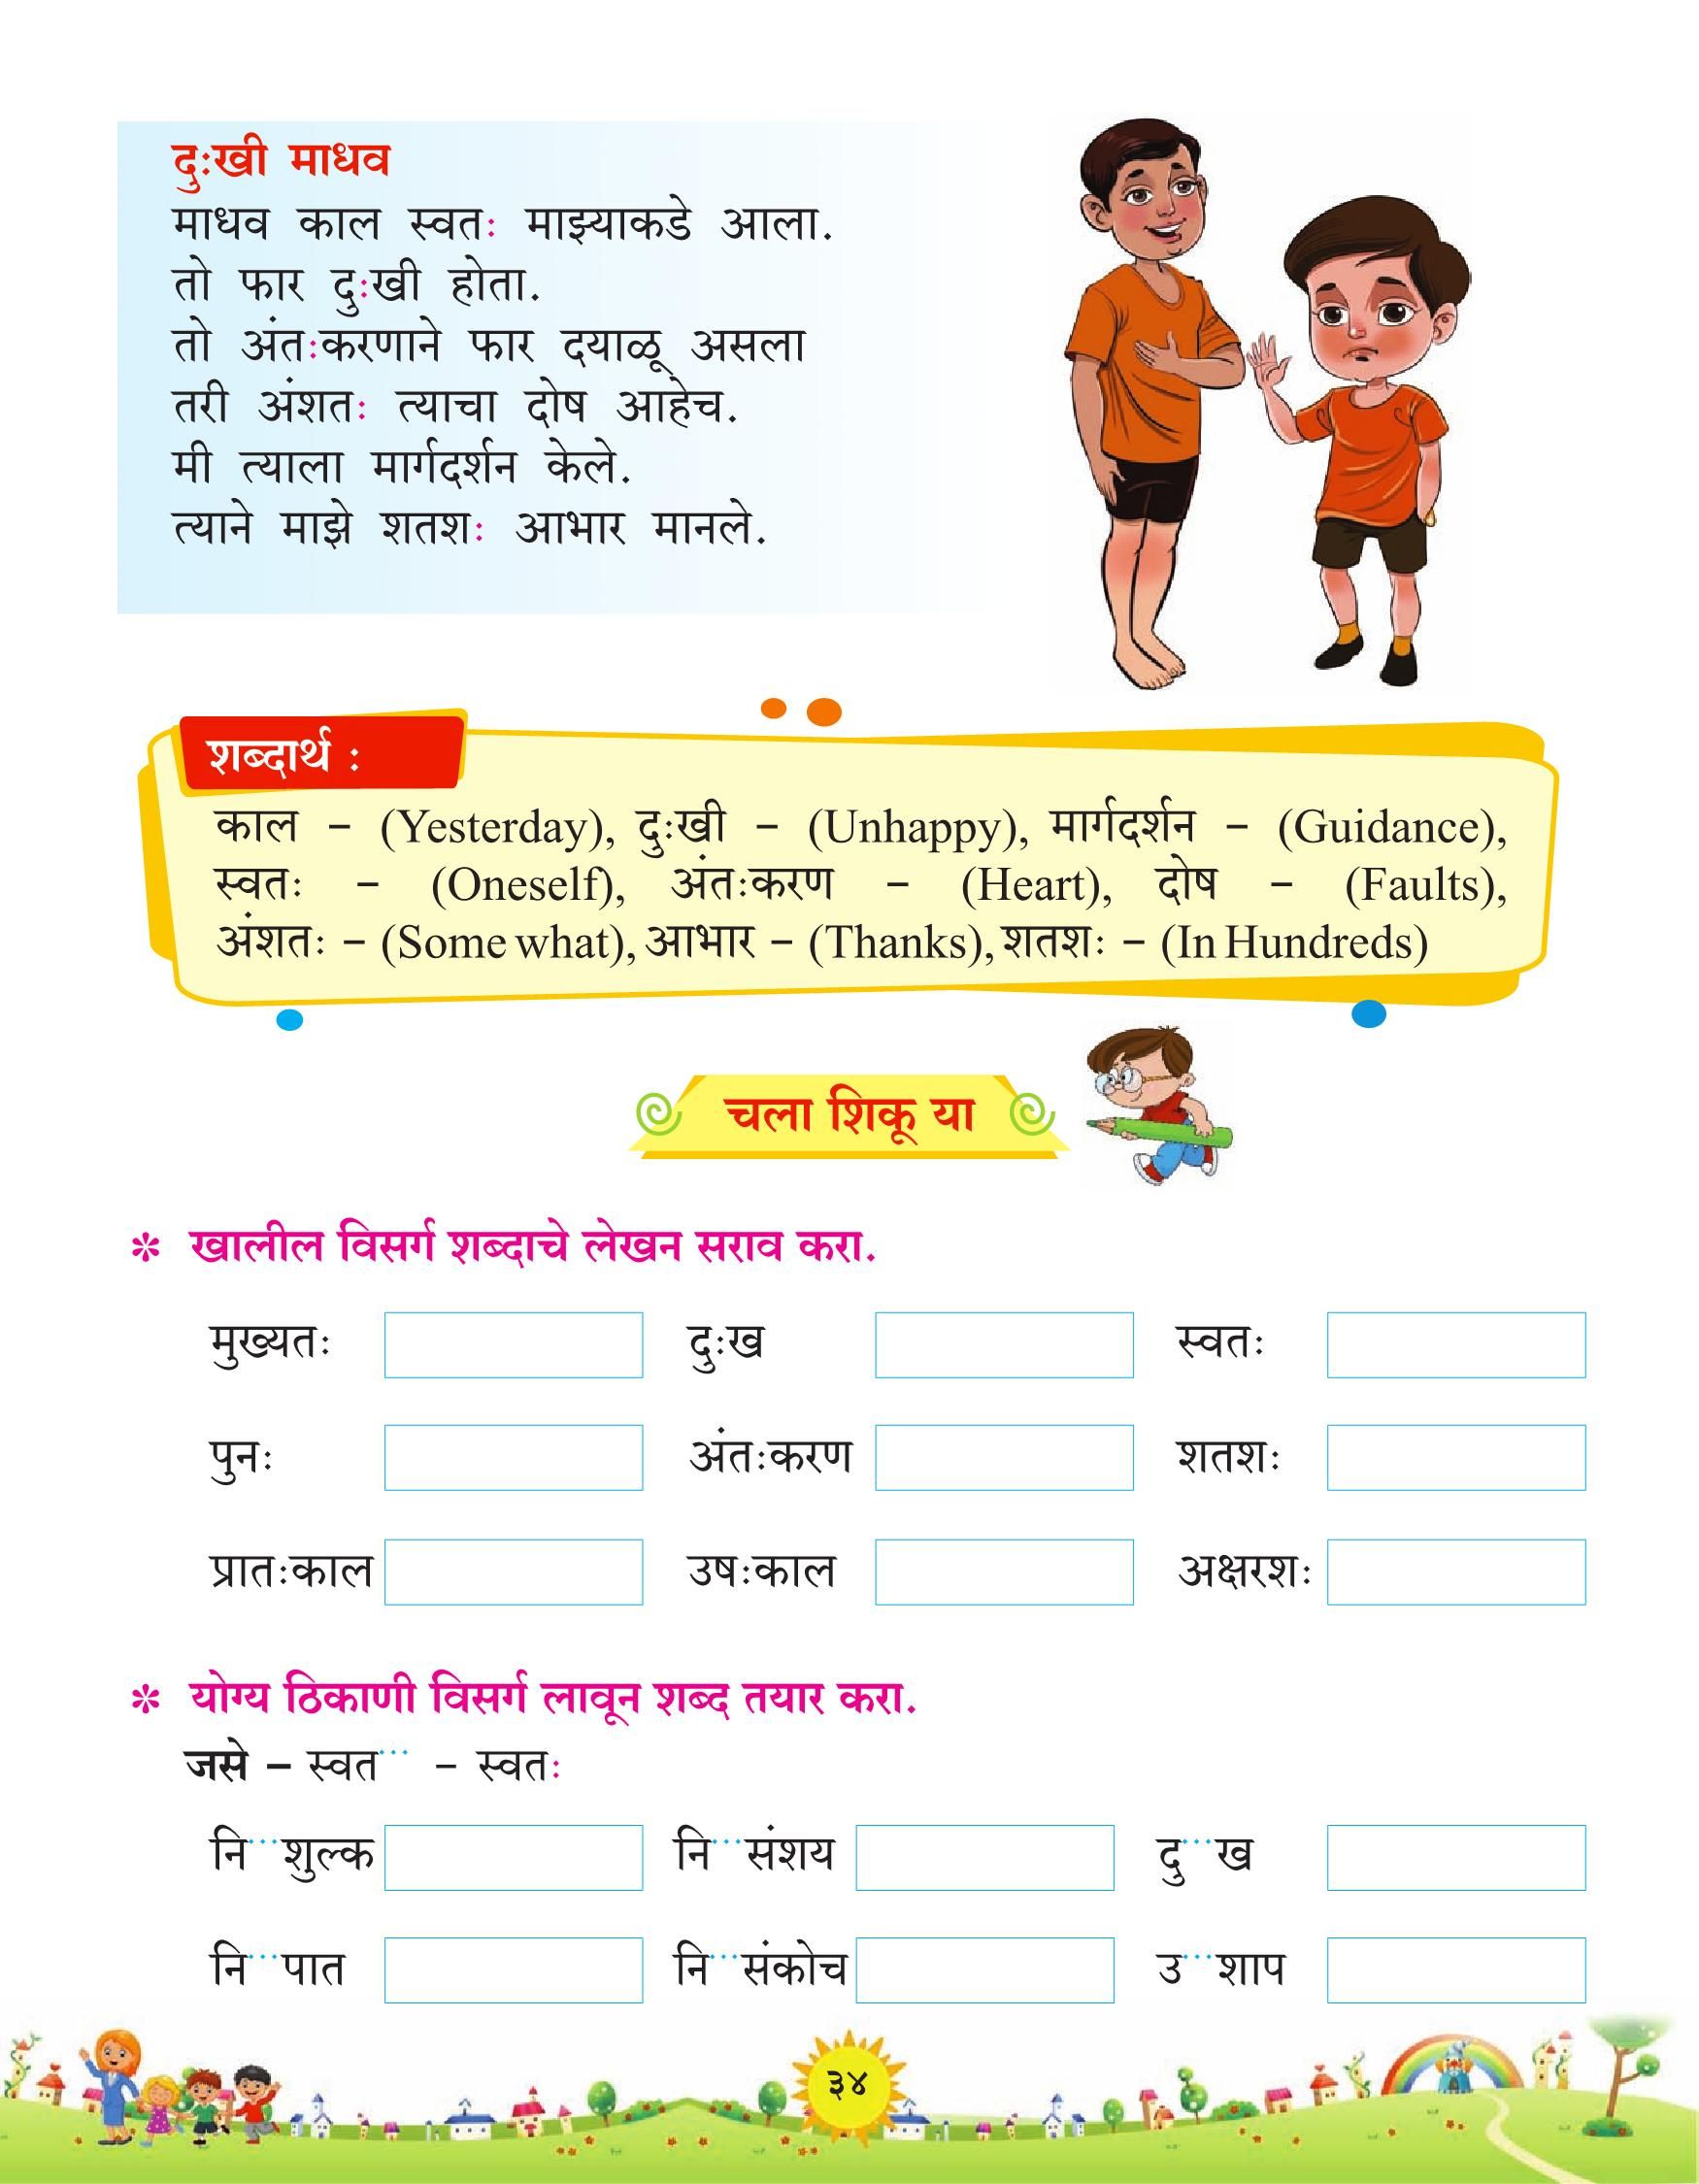 दुःखी माधव
माधव काल स्वतः माझ्याकडे आला.
तो फार दुःखी होता.
तो अंतःकरणाने फार दयाळू असला
तरी अंशतः त्याचा दोष आहेच.
मी त्याला मार्गदर्शन केले.
त्याने माझे शतशः आभार मानले.
शब्दार्थ :
काल – (Yesterday), दुःखी – (Unhappy), मार्गदर्शन – (Guidance),
स्वतः – (Oneself), अंतःकरण – (Heart), दोष – (Faults),
अंशतः – (Some what), आभार – (Thanks), शतशः – (In Hundreds)
चला शिकू या
* खालील विसर्ग शब्दाचे लेखन सराव करा.
मुख्यतः दुःख स्वतः
पुनः अंतःकरण शतशः
प्रातःकाल उषःकाल अक्षरशः
* योग्य ठिकाणी विसर्ग लावून शब्द तयार करा.
जसे – स्वत... – स्वतः
नि...शुल्क नि...संशय दु...ख
नि...पात नि...संकोच उ...शाप
३४